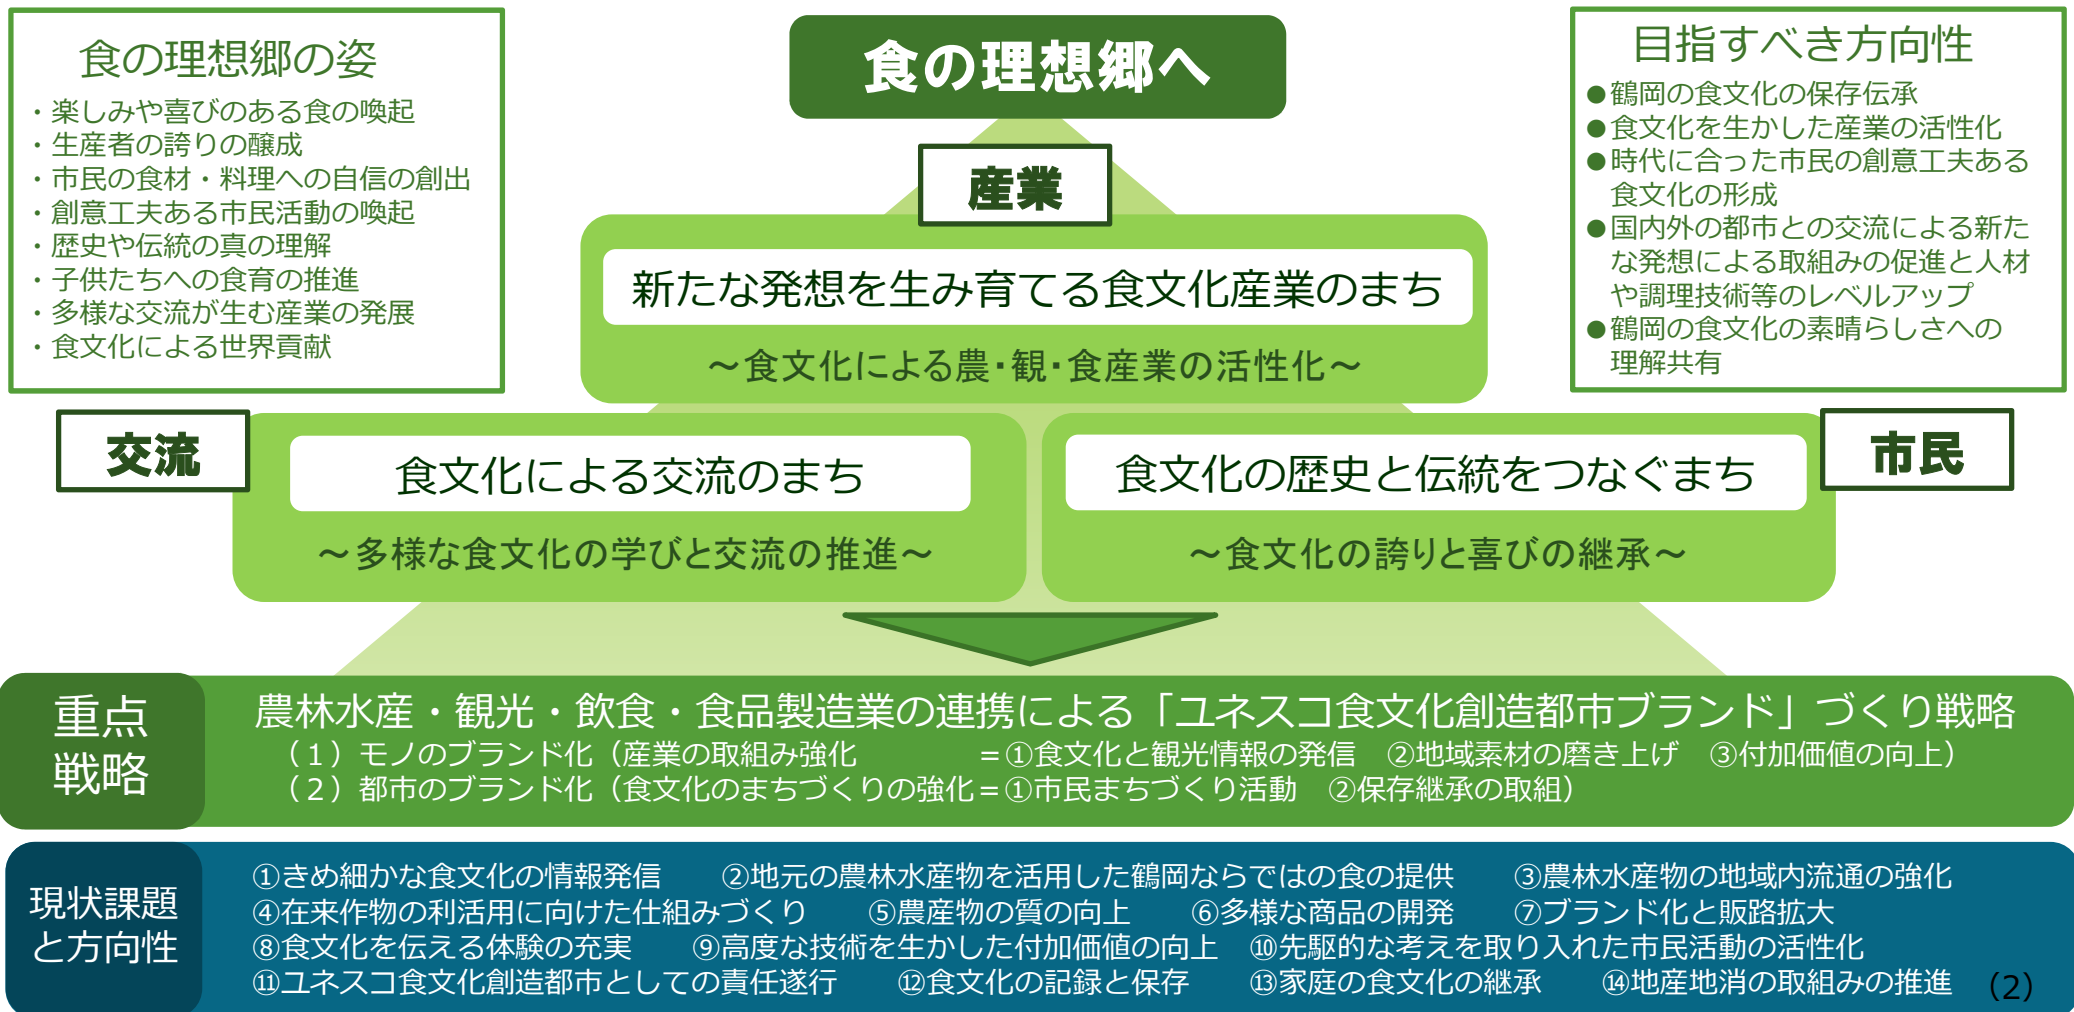 食の理想郷の姿
・楽しみや喜びのある食の喚起
・生産者の誇りの醸成
・市民の食材・料理への自信の創出
・創意工夫ある市民活動の喚起
・歴史や伝統の真の理解
・子供たちへの食育の推進
・多様な交流が生む産業の発展
・食文化による世界貢献
食の理想郷へ
目指すべき方向性
●鶴岡の食文化の保存伝承
●食文化を生かした産業の活性化
●時代に合った市民の創意工夫ある
食文化の形成
●国内外の都市との交流による新た
な発想による取組みの促進と人材
や調理技術等のレベルアップ
●鶴岡の食文化の素晴らしさへの
理解共有
産業
新たな発想を生み育てる食文化産業のまち
～食文化による農・観・食産業の活性化～
交流
食文化による交流のまち
～多様な食文化の学びと交流の推進～
市民
食文化の歴史と伝統をつなぐまち
～食文化の誇りと喜びの継承～
重点
戦略
農林水産・観光・飲食・食品製造業の連携による「ユネスコ食文化創造都市ブランド」づくり戦略
（１）モノのブランド化（産業の取組み強化　　　　＝①食文化と観光情報の発信　②地域素材の磨き上げ　③付加価値の向上）
（２）都市のブランド化（食文化のまちづくりの強化＝①市民まちづくり活動　②保存継承の取組）
現状課題
と方向性
①きめ細かな食文化の情報発信　　②地元の農林水産物を活用した鶴岡ならではの食の提供　　③農林水産物の地域内流通の強化
④在来作物の利活用に向けた仕組みづくり　　⑤農産物の質の向上　　⑥多様な商品の開発　　⑦ブランド化と販路拡大
⑧食文化を伝える体験の充実　　⑨高度な技術を生かした付加価値の向上　⑩先駆的な考えを取り入れた市民活動の活性化
⑪ユネスコ食文化創造都市としての責任遂行　　⑫食文化の記録と保存　　⑬家庭の食文化の継承　　⑭地産地消の取組みの推進
（2）